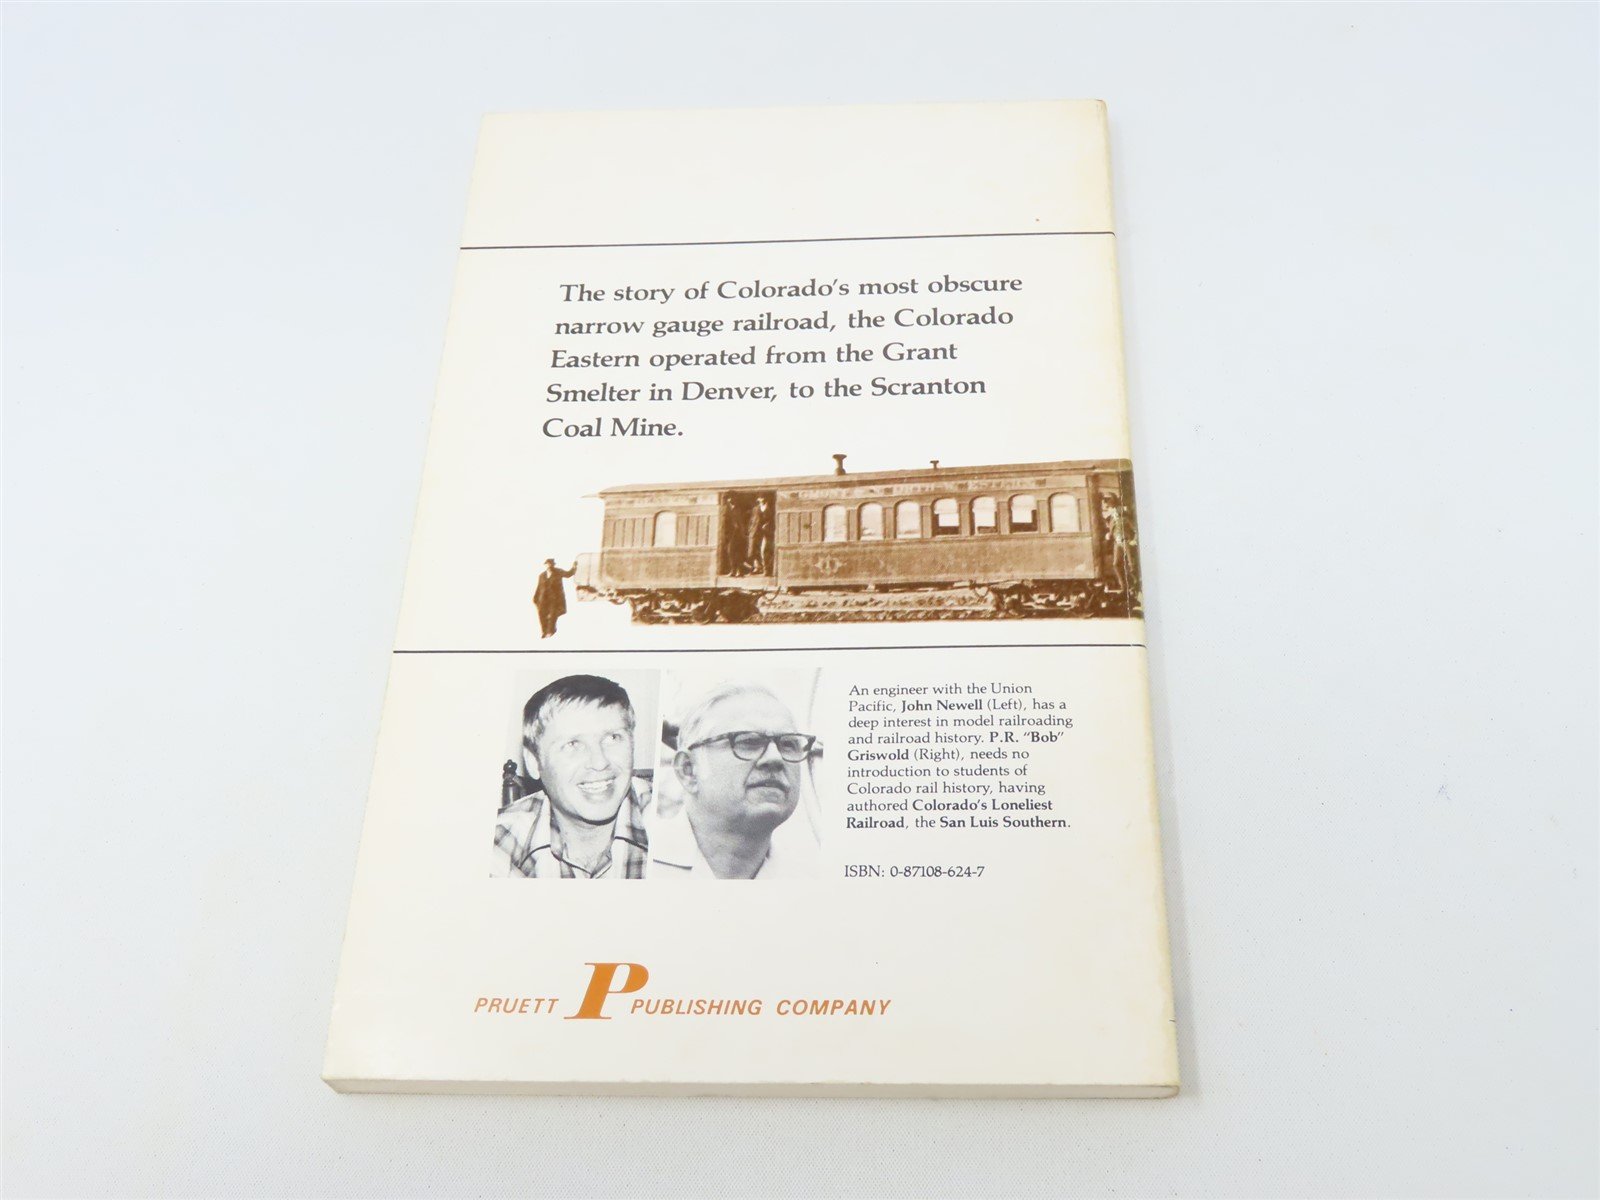 The story of Colorado's most obscure
narrow gauge railroad, the Colorado
Eastern operated from the Grant
Smelter in Denver, to the Scranton
Coal Mine.
An engineer with the Union
Pacific, John Newell (Left), has a
deep interest in model railroading
and railroad history. P.R. "Bob"
Griswold (Right), needs no
introduction to students of
Colorado rail history, having
authored Colorado's Loneliest
Railroad, the San Luis Southern.
ISBN: 0-87108-624-7
PRUETT P PUBLISHING COMPANY